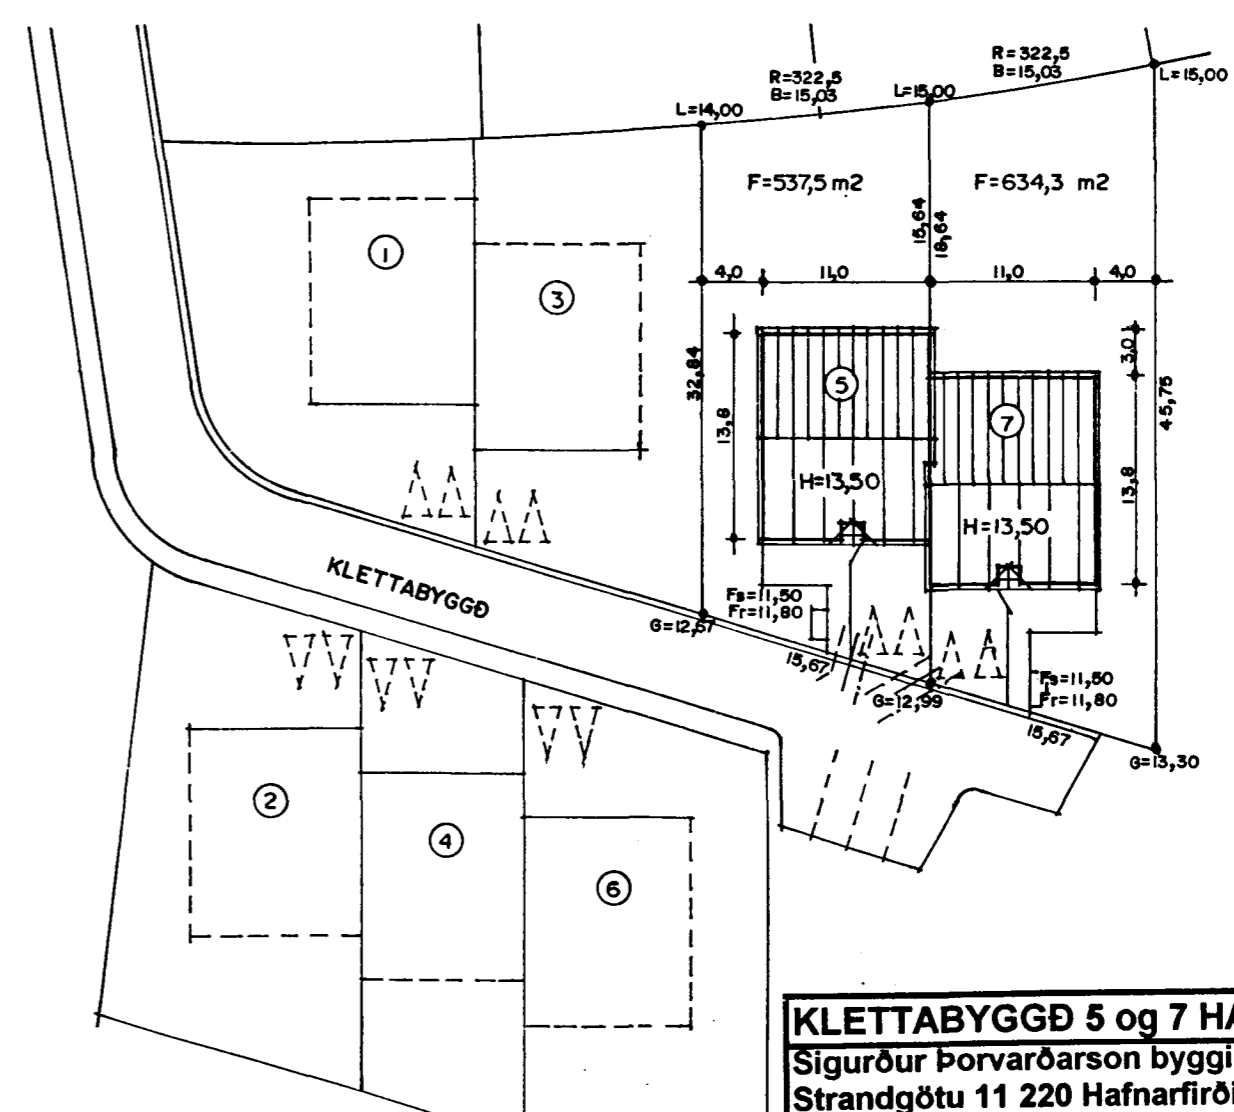 R=322,5
B=15,03
L=15,00
R=322,5
B=15,03
L=15,00
L=14,00
F=537,5 m2
F=634,3 m2
15,64
18,64
4,0
11,0
11,0
4,0
1
3
32,84
13,8
5
7
3,0
45,75
13,8
H=13,50
H=13,50
KLETTABYGGÐ
Fs=11,50
Fr=11,80
G=12,67
15,67
G=12,99
Fs=11,50
Fr=11,80
15,67
G=13,30
2
4
6
KLETTABYGGÐ 5 og 7 HA
Sigurður Þorvarðarson byggi
Strandgötu 11 220 Hafnarfirði